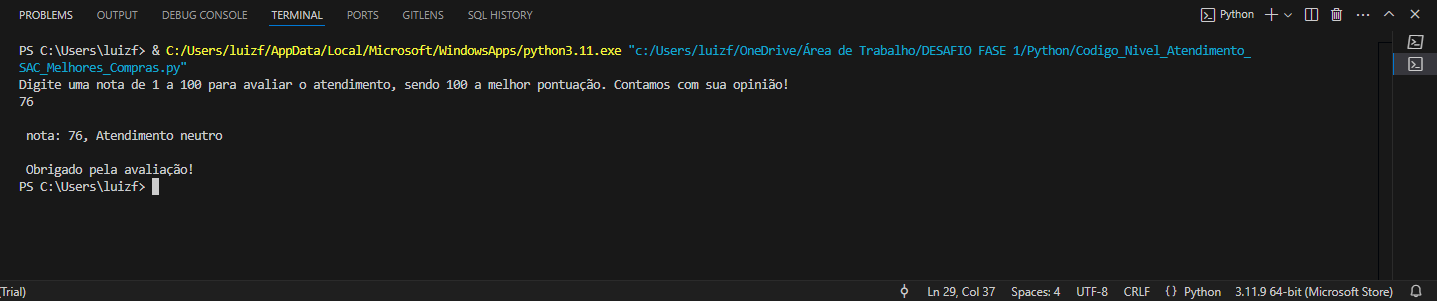 PROBLEMS OUTPUT DEBUG CONSOLE TERMINAL PORTS GITLENS SQL HISTORY Python
PS C:\Users\luizf> & C:/Users/luizf/AppData/Local/Microsoft/WindowsApps/python3.11.exe "c:/Users/luizf/OneDrive/Área de Trabalho/DESAFIO FASE 1/Python/Codigo_Nivel_Atendimento_
SAC_Melhores_Compras.py"
Digite uma nota de 1 a 100 para avaliar o atendimento, sendo 100 a melhor pontuação. Contamos com sua opinião!
76
nota: 76, Atendimento neutro
Obrigado pela avaliação!
PS C:\Users\luizf>
Trial) Ln 29, Col 37 Spaces: 4 UTF-8 CRLF {} Python 3.11.9 64-bit (Microsoft Store)